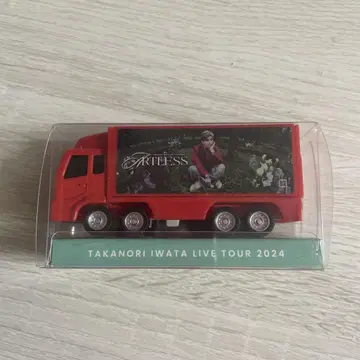 ARTLESS
TAKANORI IWATA LIVE TOUR 2024